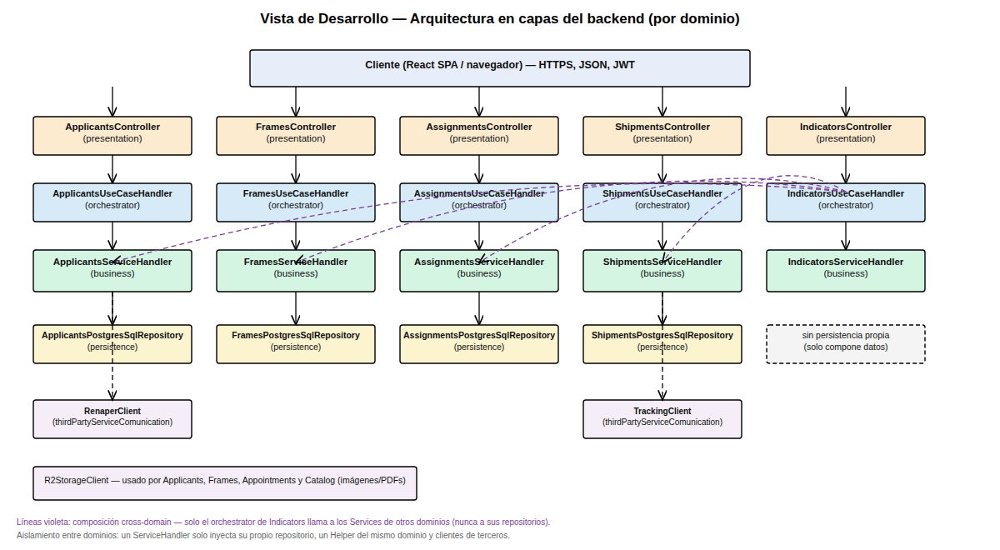 Vista de Desarrollo — Arquitectura en capas del backend (por dominio)
Cliente (React SPA / navegador) — HTTPS, JSON, JWT
ApplicantsController
(presentation)
FramesController
(presentation)
AssignmentsController
(presentation)
ShipmentsController
(presentation)
IndicatorsController
(presentation)
ApplicantsUseCaseHandler
(orchestrator)
FramesUseCaseHandler
(orchestrator)
AssignmentsUseCaseHandler
(orchestrator)
ShipmentsUseCaseHandler
(orchestrator)
IndicatorsUseCaseHandler
(orchestrator)
ApplicantsServiceHandler
(business)
FramesServiceHandler
(business)
AssignmentsServiceHandler
(business)
ShipmentsServiceHandler
(business)
IndicatorsServiceHandler
(business)
ApplicantsPostgresSqlRepository
(persistence)
FramesPostgresSqlRepository
(persistence)
AssignmentsPostgresSqlRepository
(persistence)
ShipmentsPostgresSqlRepository
(persistence)
sin persistencia propia
(solo compone datos)
RenaperClient
(thirdPartyServiceComunication)
TrackingClient
(thirdPartyServiceComunication)
R2StorageClient — usado por Applicants, Frames, Appointments y Catalog (imágenes/PDFs)
Líneas violeta: composición cross-domain — solo el orchestrator de Indicators llama a los Services de otros dominios (nunca a sus repositorios).
Aislamiento entre dominios: un ServiceHandler solo inyecta su propio repositorio, un Helper del mismo dominio y clientes de terceros.